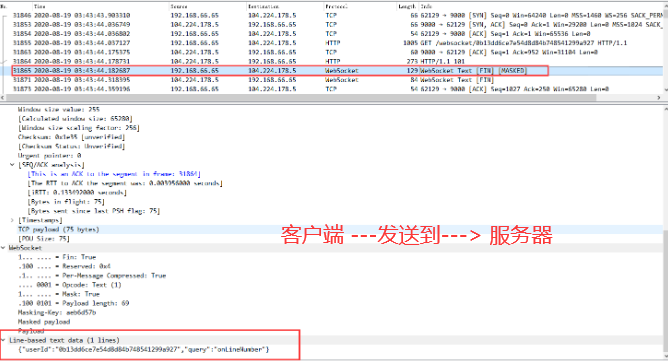 No. Time Source Destination Protocol Length Info
31846 2020-08-19 03:43:43.903310 192.168.66.65 104.224.178.5 TCP 66 62129 → 9000 [SYN] Seq=0 Win=64240 Len=0 MSS=1460 WS=256 SACK_PERM
31853 2020-08-19 03:43:44.036749 104.224.178.5 192.168.66.65 TCP 66 9000 → 62129 [SYN, ACK] Seq=0 Ack=1 Win=29200 Len=0 MSS=1024 SACK_
31854 2020-08-19 03:43:44.036802 192.168.66.65 104.224.178.5 TCP 54 62129 → 9000 [ACK] Seq=1 Ack=1 Win=65536 Len=0
31855 2020-08-19 03:43:44.037127 192.168.66.65 104.224.178.5 HTTP 1005 GET /websocket/0b13dd6ce7e54d8d84b748541299a927 HTTP/1.1
31862 2020-08-19 03:43:44.175375 104.224.178.5 192.168.66.65 TCP 60 9000 → 62129 [ACK] Seq=1 Ack=952 Win=31104 Len=0
31864 2020-08-19 03:43:44.178731 104.224.178.5 192.168.66.65 HTTP 273 HTTP/1.1 101
31865 2020-08-19 03:43:44.182687 192.168.66.65 104.224.178.5 WebSocket 129 WebSocket Text [FIN] [MASKED]
31871 2020-08-19 03:43:44.318395 104.224.178.5 192.168.66.65 WebSocket 84 WebSocket Text [FIN]
31873 2020-08-19 03:43:44.359196 192.168.66.65 104.224.178.5 TCP 54 62129 → 9000 [ACK] Seq=1027 Ack=250 Win=65280 Len=0
Window size value: 255
[Calculated window size: 65280]
[Window size scaling factor: 256]
Checksum: 0x1e35 [unverified]
[Checksum Status: Unverified]
Urgent pointer: 0
[SEQ/ACK analysis]
[This is an ACK to the segment in frame: 31864]
[The RTT to ACK the segment was: 0.003956000 seconds]
[iRTT: 0.133492000 seconds]
[Bytes in flight: 75]
[Bytes sent since last PSH flag: 75]
[Timestamps]
TCP payload (75 bytes)
[PDU Size: 75]
客户端 ---发送到---> 服务器
WebSocket
1... .... = Fin: True
.100 .... = Reserved: 0x4
.1.. .... = Per-Message Compressed: True
.... 0001 = Opcode: Text (1)
1... .... = Mask: True
.100 0101 = Payload length: 69
Masking-Key: aeb6d57b
Masked payload
Payload
Line-based text data (1 lines)
{"userId":"0b13dd6ce7e54d8d84b748541299a927","query":"onLineNumber"}